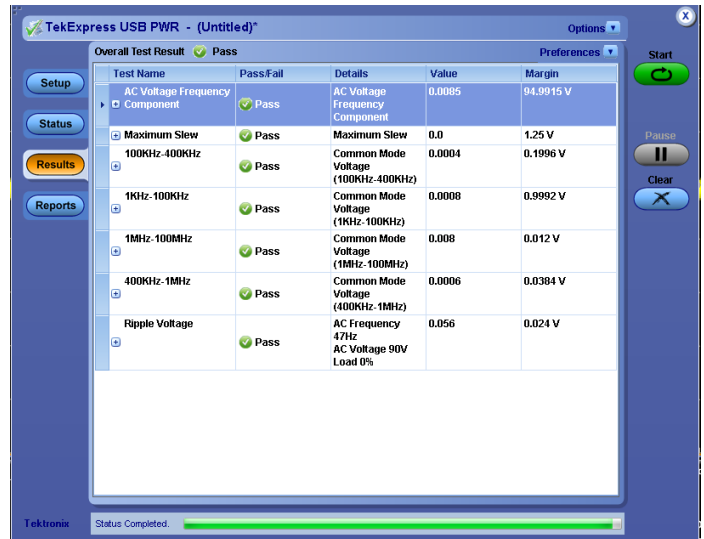 TekExpress USB PWR - (Untitled)*
Options
X
Overall Test Result Pass
Preferences
Start
Setup
Status
Results
Reports
Pause
Clear
Test Name Pass/Fail Details Value Margin
AC Voltage Frequency Component Pass AC Voltage Frequency Component 0.0085 94.9915 V
Maximum Slew Pass Maximum Slew 0.0 1.25 V
100KHz-400KHz Pass Common Mode Voltage (100KHz-400KHz) 0.0004 0.1996 V
1KHz-100KHz Pass Common Mode Voltage (1KHz-100KHz) 0.0008 0.9992 V
1MHz-100MHz Pass Common Mode Voltage (1MHz-100MHz) 0.008 0.012 V
400KHz-1MHz Pass Common Mode Voltage (400KHz-1MHz) 0.0006 0.0384 V
Ripple Voltage Pass AC Frequency 47Hz AC Voltage 90V Load 0% 0.056 0.024 V
Tektronix
Status Completed.